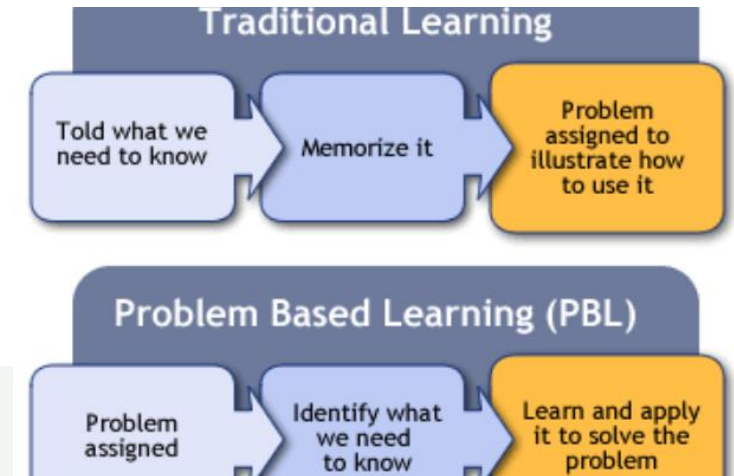 Traditional Learning
Told what we
need to know
Memorize it
Problem
assigned to
illustrate how
to use it
Problem Based Learning (PBL)
Problem
assigned
Identify what
we need
to know
Learn and apply
it to solve the
problem